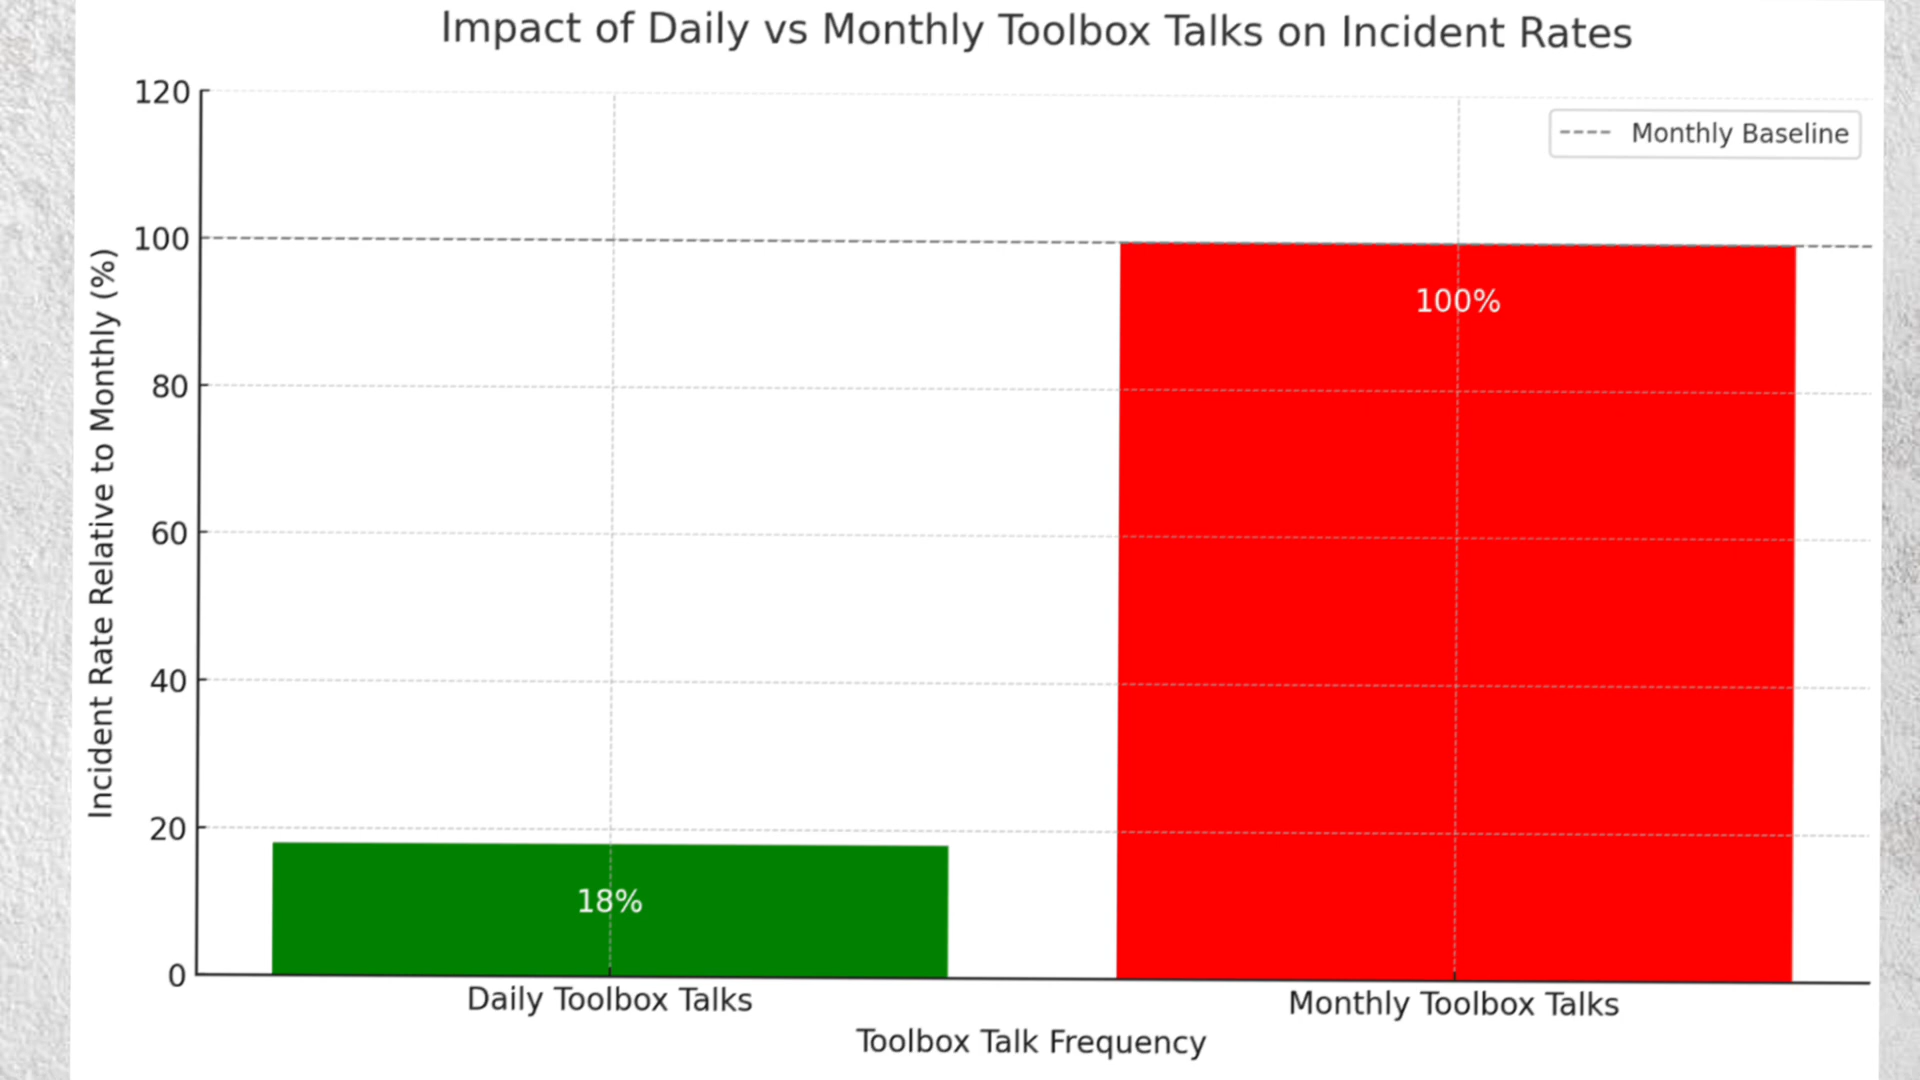 Impact of Daily vs Monthly Toolbox Talks on Incident Rates
Monthly Baseline
Incident Rate Relative to Monthly (%)
120
100
80
60
40
20
0
100%
18%
Daily Toolbox Talks
Monthly Toolbox Talks
Toolbox Talk Frequency